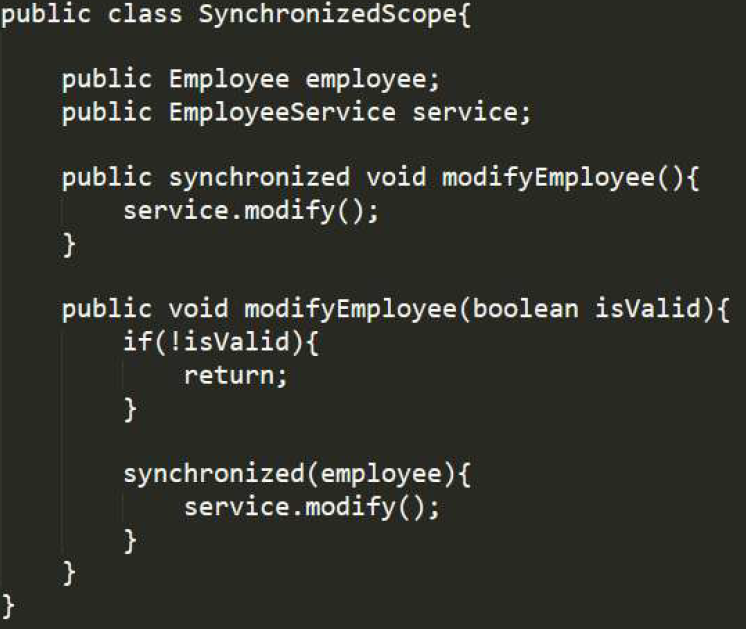 public class SynchronizedScope{
public Employee employee;
public EmployeeService service;
public synchronized void modifyEmployee(){
service.modify();
}
public void modifyEmployee(boolean isValid){
if(!isValid){
return;
}
synchronized(employee){
service.modify();
}
}
}